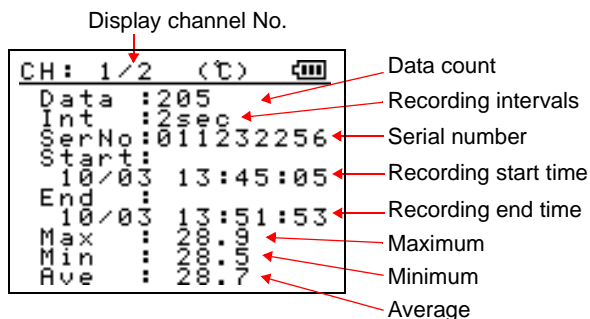 Display channel No.
CH: 1/2 (℃)
Data :205
Int :2sec
SerNo:011232256
Start:
10/03 13:45:05
End :
10/03 13:51:53
Max : 28.9
Min : 28.5
Ave : 28.7
Data count
Recording intervals
Serial number
Recording start time
Recording end time
Maximum
Minimum
Average